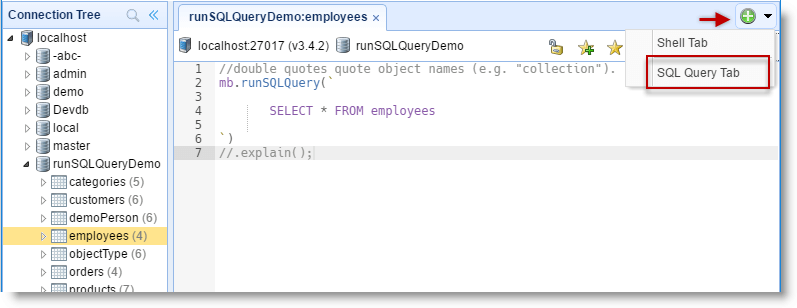 Connection Tree
localhost
-abc-
admin
demo
Devdb
local
master
runSQLQueryDemo
categories (5)
customers (6)
demoPerson (6)
employees (4)
objectType (6)
orders (4)
products (7)
runSQLQueryDemo:employees ×
localhost:27017 (v3.4.2) runSQLQueryDemo
Shell Tab
SQL Query Tab
1 //double quotes quote object names (e.g. "collection").
2 mb.runSQLQuery(`
3
4 SELECT * FROM employees
5
6 `)
7 //.explain();